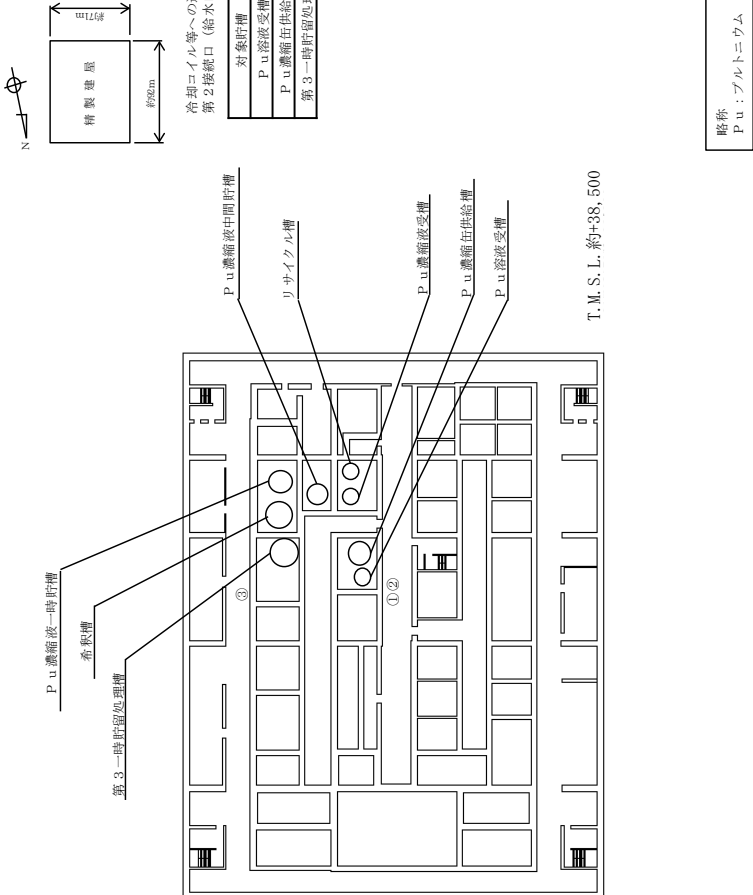 N
精製建屋
約71m
約92m
冷却コイル等への通
第2接続口(給水
対象貯槽
Pu溶液受槽
Pu濃縮缶供給
第3一時貯留処理
略称
Pu:プルトニウム
Pu濃縮液一時貯槽
希釈槽
第3一時貯留処理槽
Pu濃縮液中間貯槽
リサイクル槽
Pu濃縮液受槽
Pu濃縮缶供給槽
Pu溶液受槽
③
①②
T.M.S.L.約+38,500